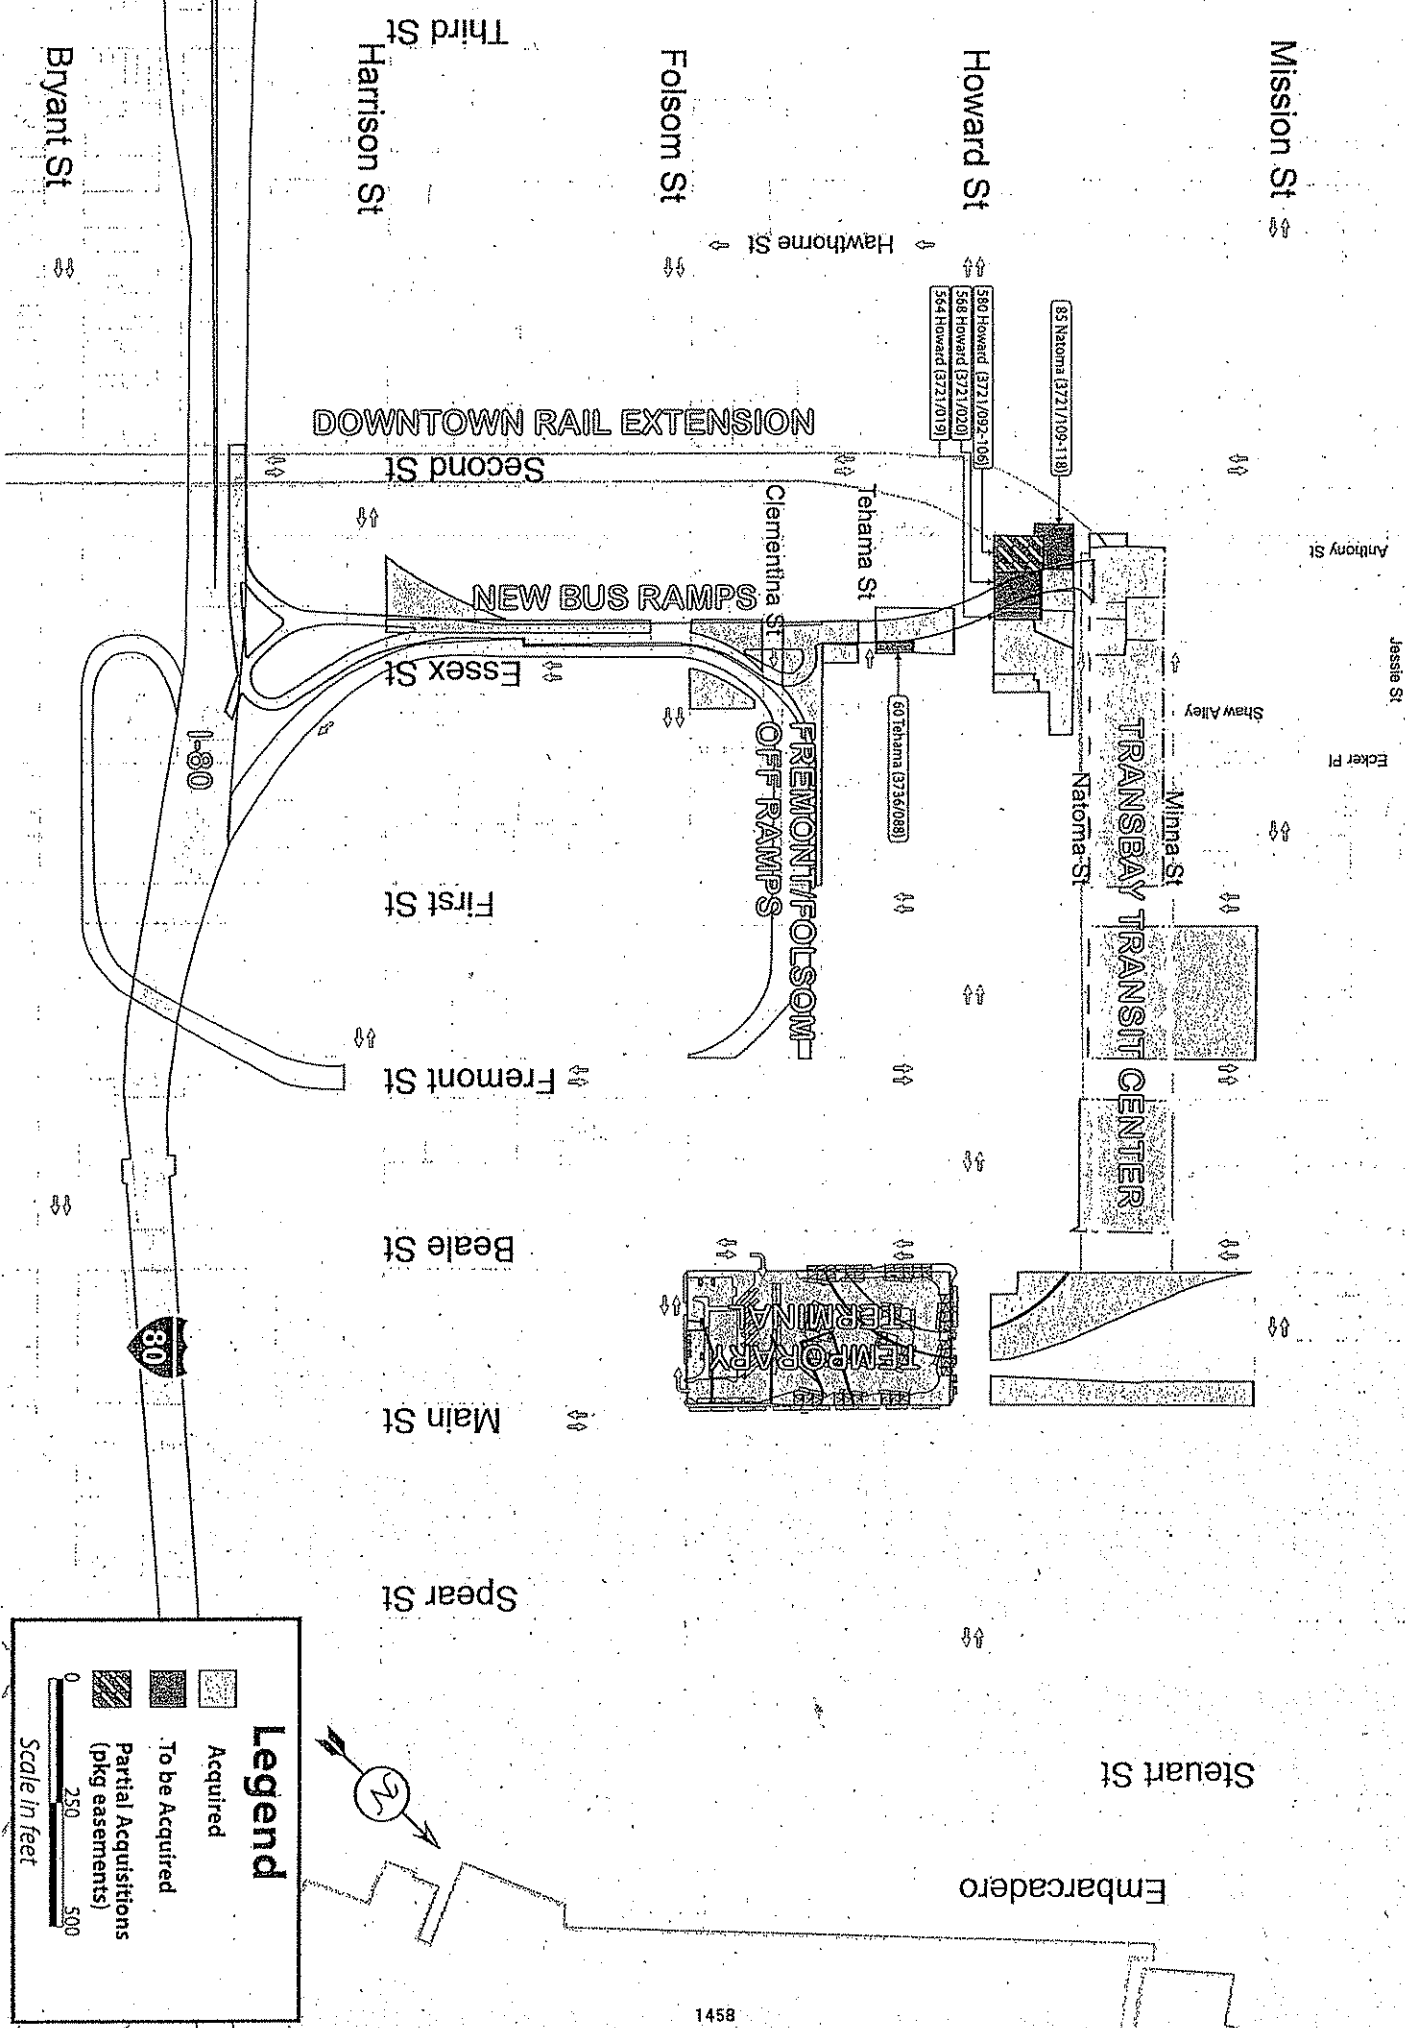 Mission St
Howard St
Folsom St
Harrison St
Bryant St
Third St
Hawthorne St
Second St
Essex St
First St
Fremont St
Beale St
Main St
Spear St
Steuart St
Embarcadero
Anthony St
Jessie St
Shaw Alley
Ecker Pl
Minna St
Natoma St
Tehama St
Clementina St
85 Natoma (3721/109-118)
580 Howard (3721/092-106)
568 Howard (3721/020)
564 Howard (3721/019)
60 Tehama (3736/088)
DOWNTOWN RAIL EXTENSION
NEW BUS RAMPS
FREMONT/FOLSOM
OFF RAMPS
TRANSBAY TRANSIT CENTER
TEMPORARY
TERMINAL
I-80
80
N
Legend
Acquired
To be Acquired
Partial Acquisitions
(pkg easements)
0 250 500
Scale in feet
1458